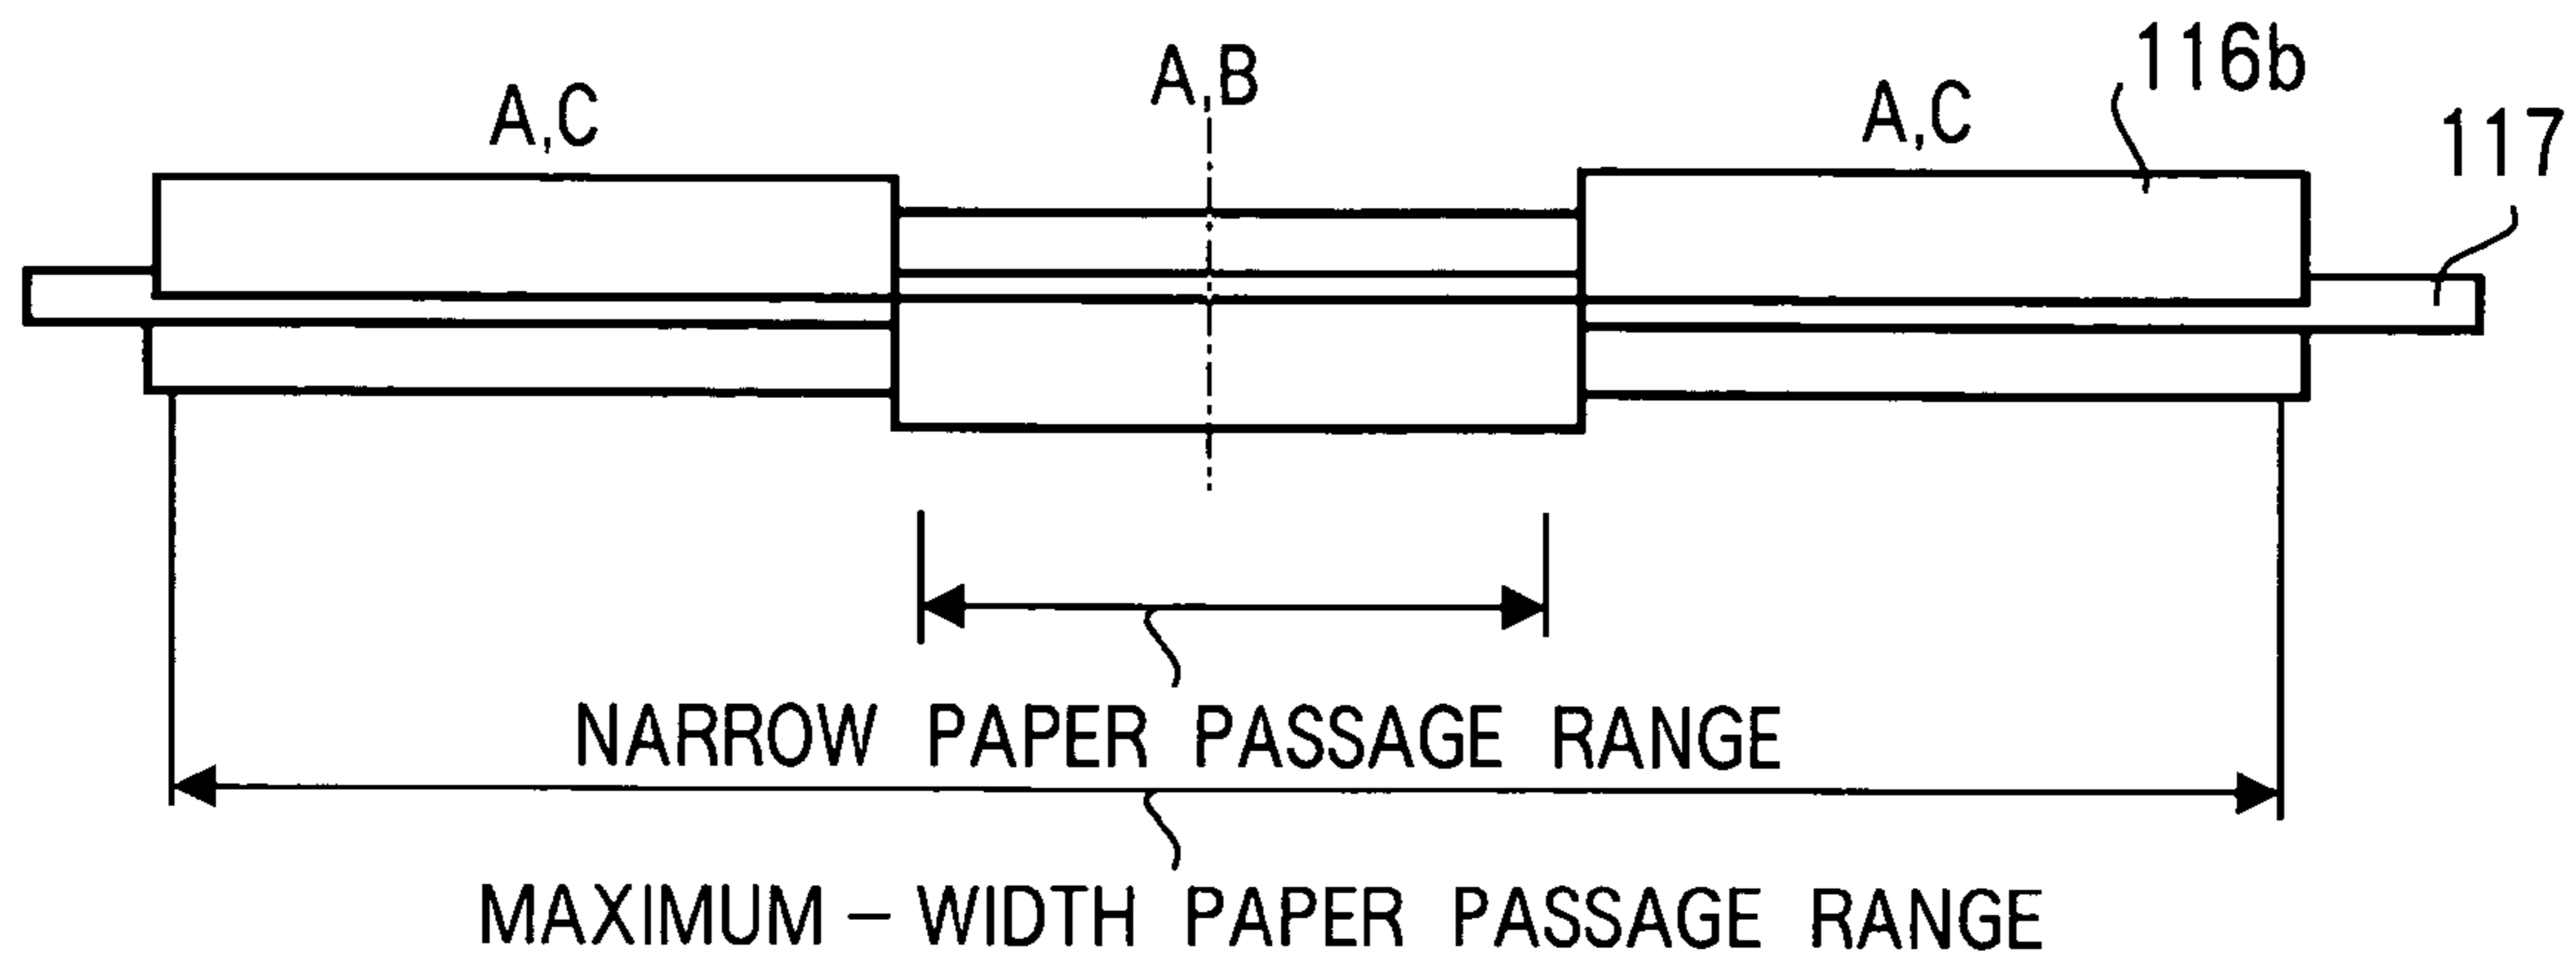 A,C
A,B
A,C
116b
117
NARROW PAPER PASSAGE RANGE
MAXIMUM – WIDTH PAPER PASSAGE RANGE